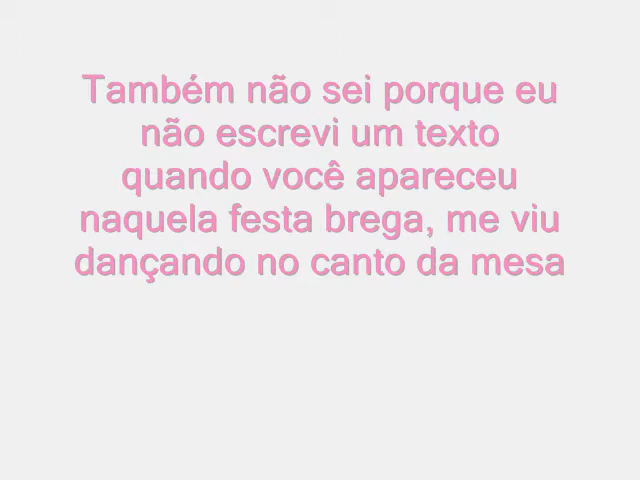 Também não sei porque eu
não escrevi um texto
quando você apareceu
naquela festa brega, me viu
dançando no canto da mesa